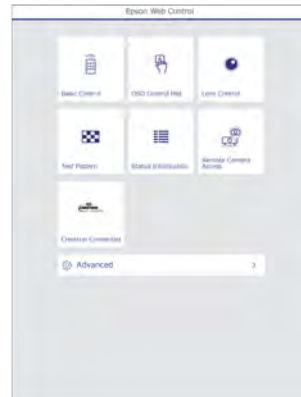 Epson Web Control
Basic Control
OSD Control Pad
Lens Control
Test Pattern
Status Information
Remote Camera
Access
Crestron Connected
Advanced